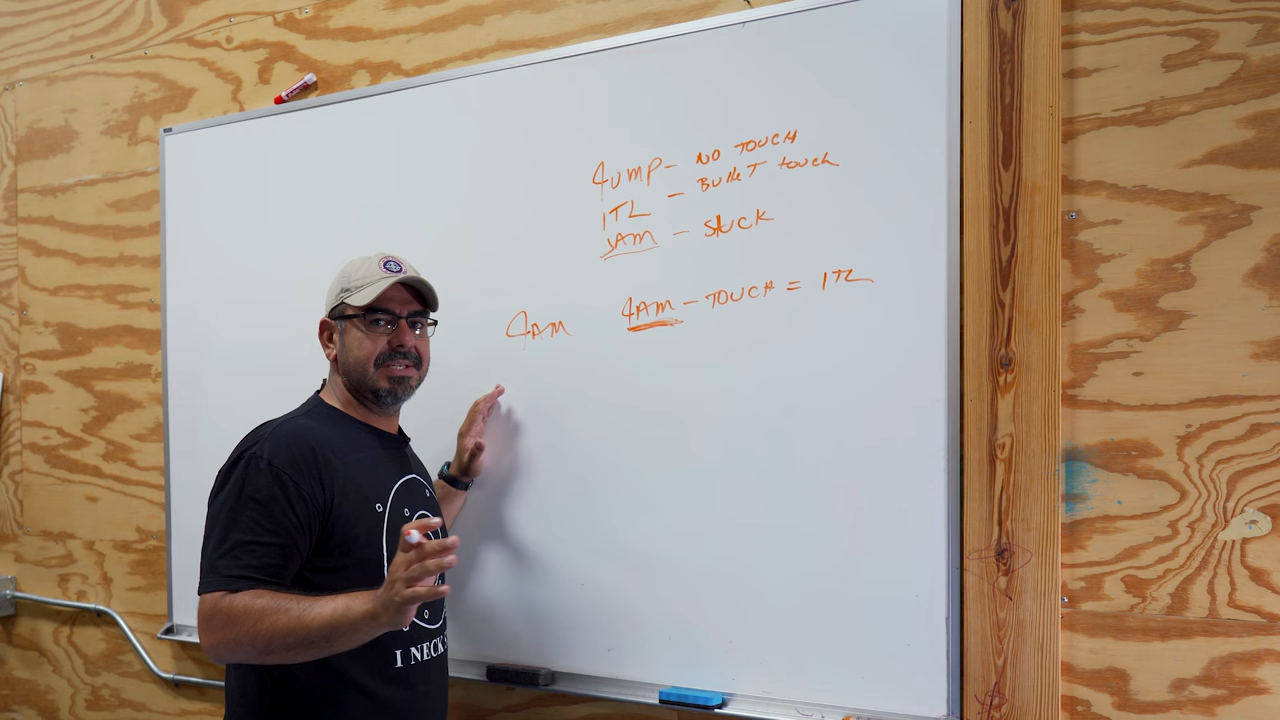 JUMP - NO TOUCH
ITL - BULLET touch
JAM - STUCK
JAM - TOUCH = ITL
JAM
I NECK